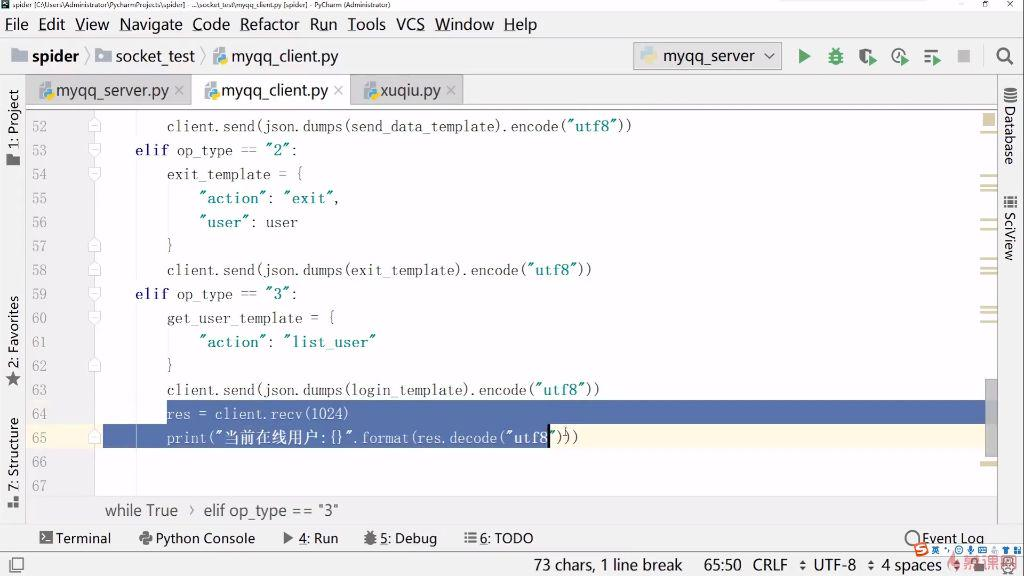 spider [C:\Users\Administrator\PycharmProjects\spider] - ...\socket_test\myqq_client.py [spider] - PyCharm (Administrator)
File Edit View Navigate Code Refactor Run Tools VCS Window Help
spider socket_test myqq_client.py myqq_server
myqq_server.py myqq_client.py xuqiu.py
1: Project
2: Favorites
7: Structure
Database
SciView
52 client.send(json.dumps(send_data_template).encode("utf8"))
53 elif op_type == "2":
54 exit_template = {
55 "action": "exit",
56 "user": user
57 }
58 client.send(json.dumps(exit_template).encode("utf8"))
59 elif op_type == "3":
60 get_user_template = {
61 "action": "list_user"
62 }
63 client.send(json.dumps(login_template).encode("utf8"))
64 res = client.recv(1024)
65 print("当前在线用户:{}".format(res.decode("utf8")))
66
67
while True › elif op_type == "3"
Terminal Python Console 4: Run 5: Debug 6: TODO Event Log
73 chars, 1 line break 65:50 CRLF UTF-8 4 spaces
英
慕课网